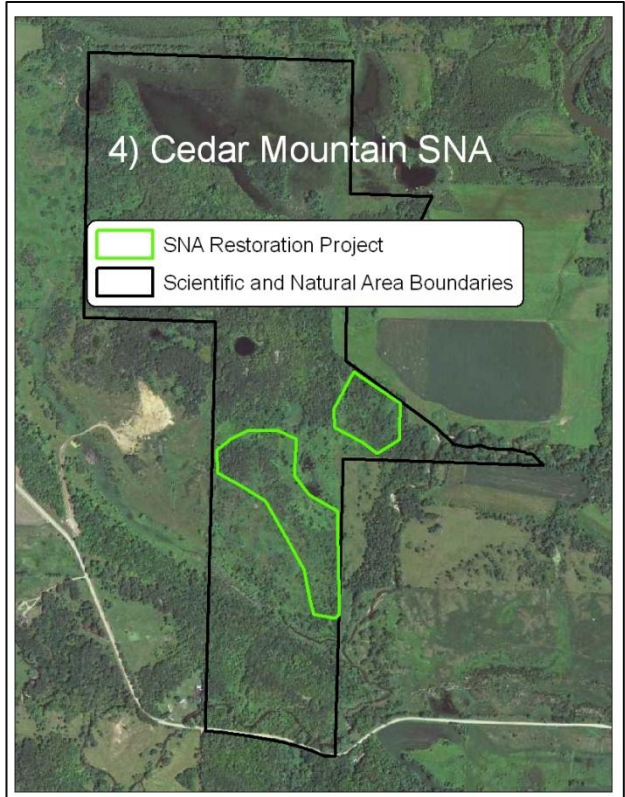 4) Cedar Mountain SNA
SNA Restoration Project
Scientific and Natural Area Boundaries